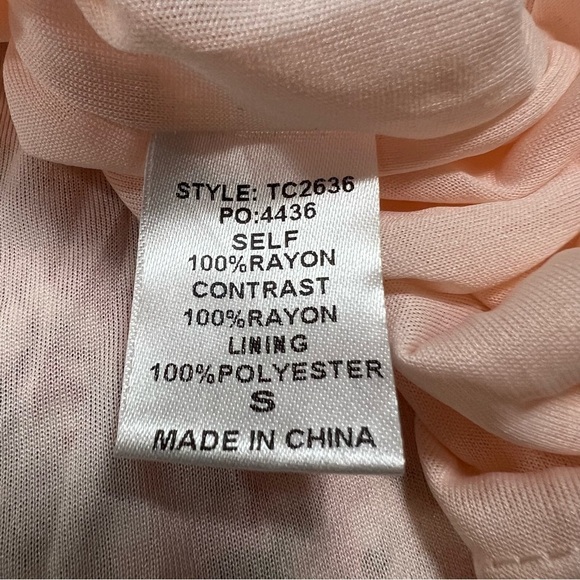 STYLE: TC2636
PO:4436
SELF
100%RAYON
CONTRAST
100%RAYON
LINING
100%POLYESTER
S
MADE IN CHINA